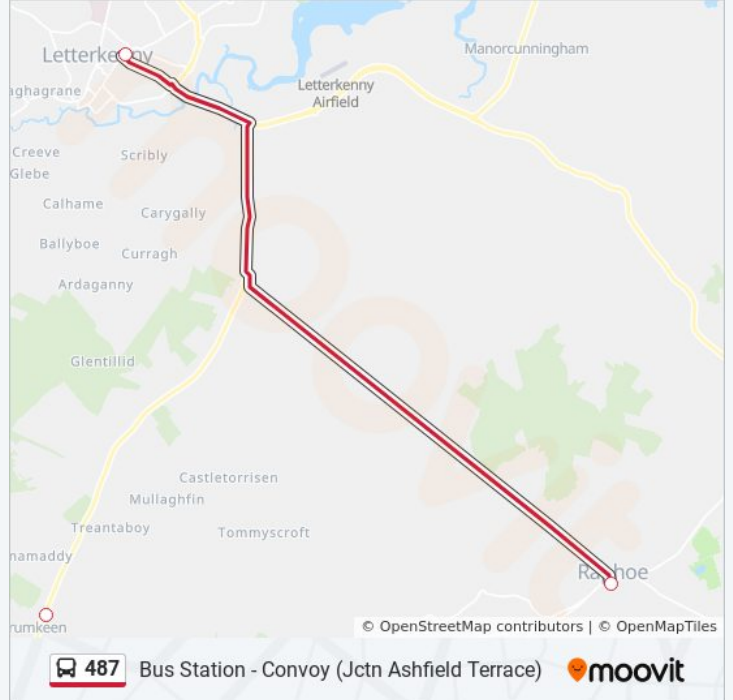 Letterkenny
Manorcunningham
aghagrane
Letterkenny
Airfield
Creeve
Scribly
Glebe
Calhame
Carygally
Ballyboe
Curragh
Ardaganny
Glentillid
Castletorrisen
Mullaghfin
Treantaboy
Tommyscroft
namaddy
Raphoe
rumkeen
© OpenStreetMap contributors | © OpenMapTiles
487 Bus Station - Convoy (Jctn Ashfield Terrace) moovit
moovit